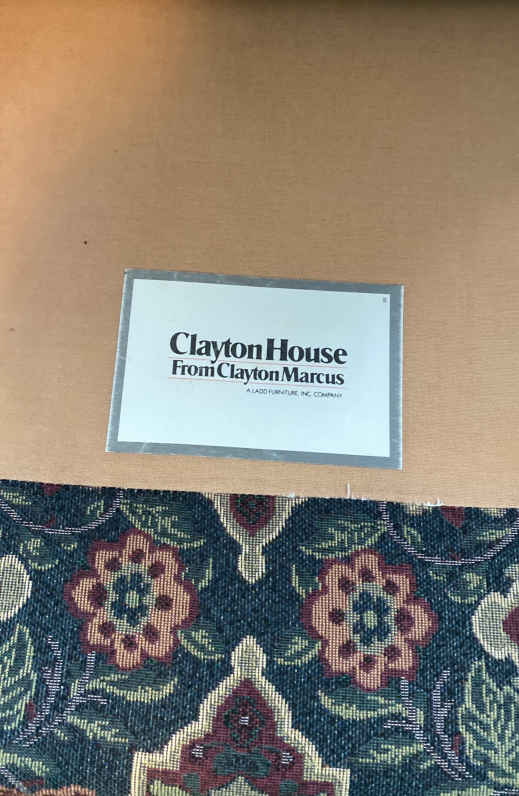 Clayton House
From Clayton Marcus
A LADD FURNITURE, INC. COMPANY